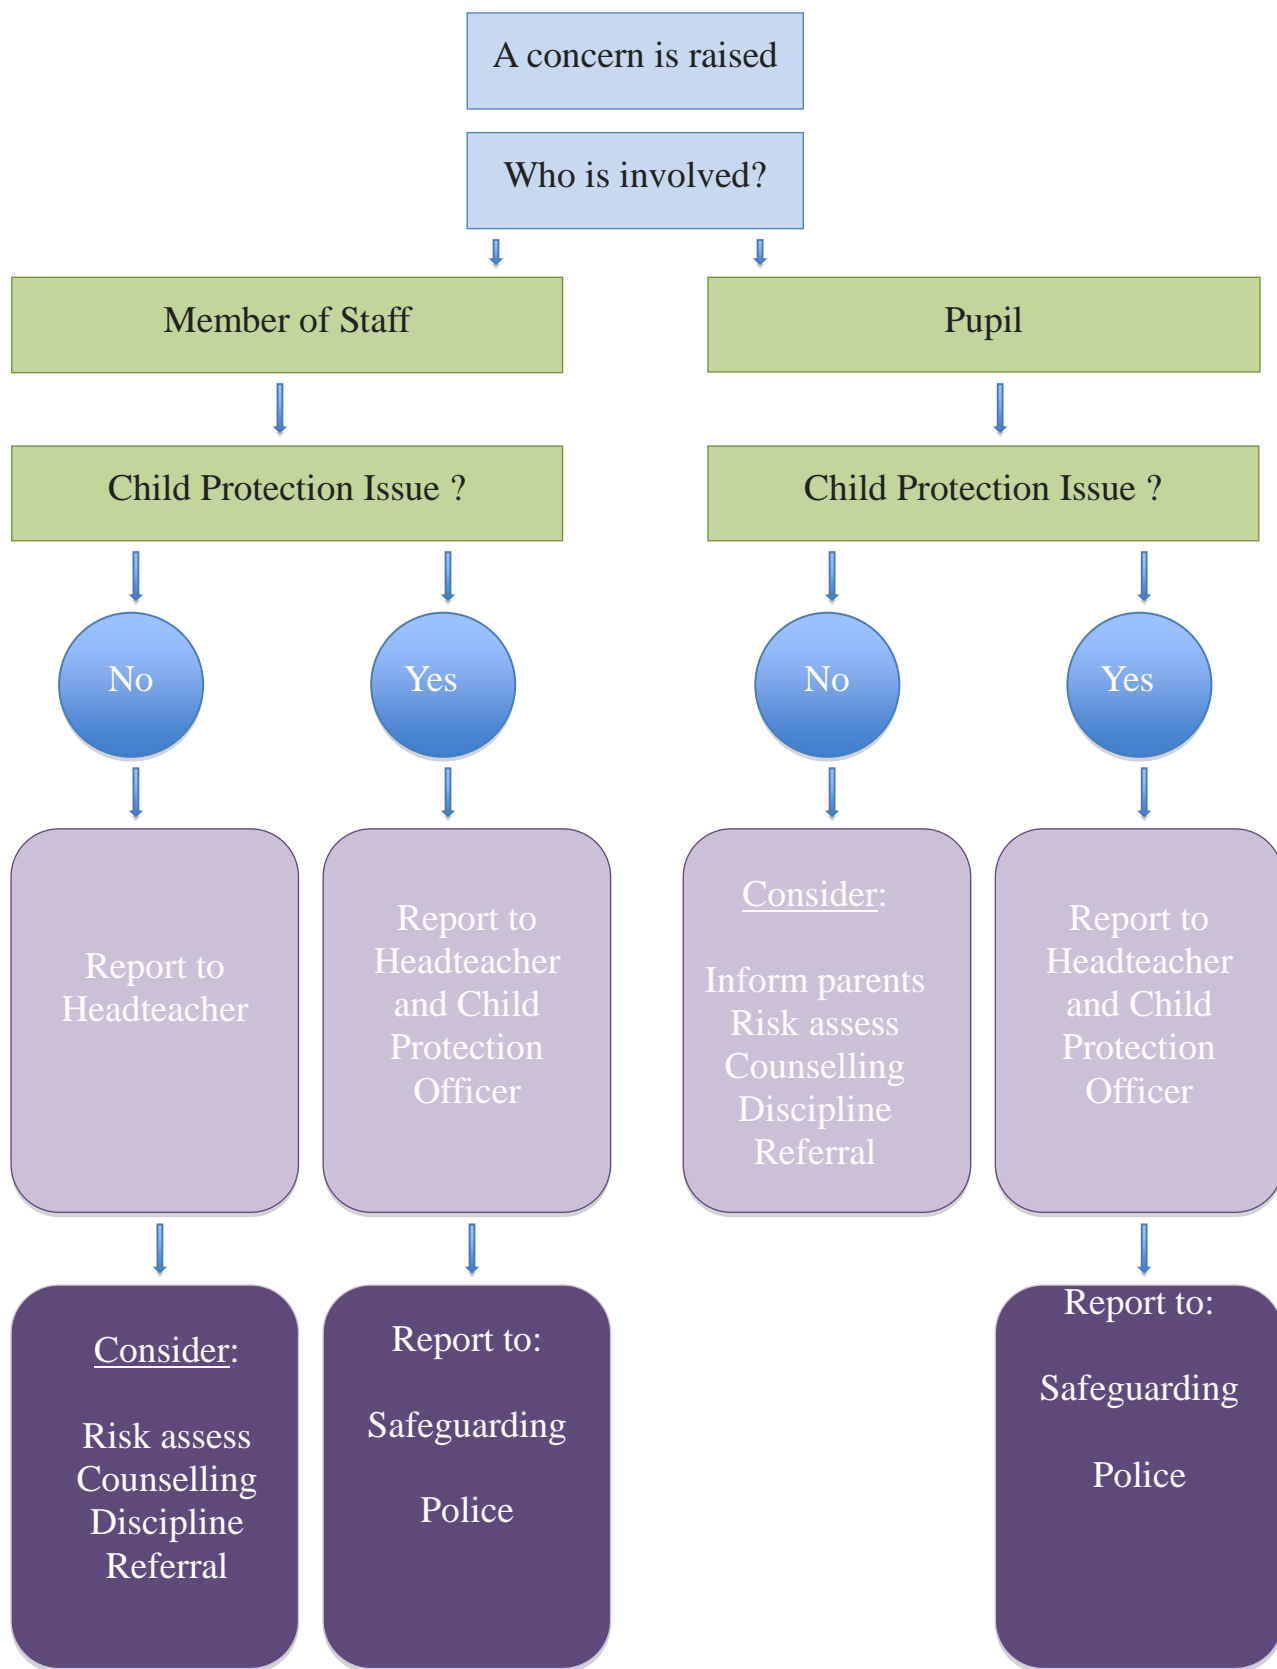 A concern is raised
Who is involved?
Member of Staff
Pupil
Child Protection Issue ?
Child Protection Issue ?
No
Yes
No
Yes
Report to
Headteacher
Report to
Headteacher
and Child
Protection
Officer
Consider:
Inform parents
Risk assess
Counselling
Discipline
Referral
Report to
Headteacher
and Child
Protection
Officer
Consider:
Risk assess
Counselling
Discipline
Referral
Report to:
Safeguarding
Police
Report to:
Safeguarding
Police